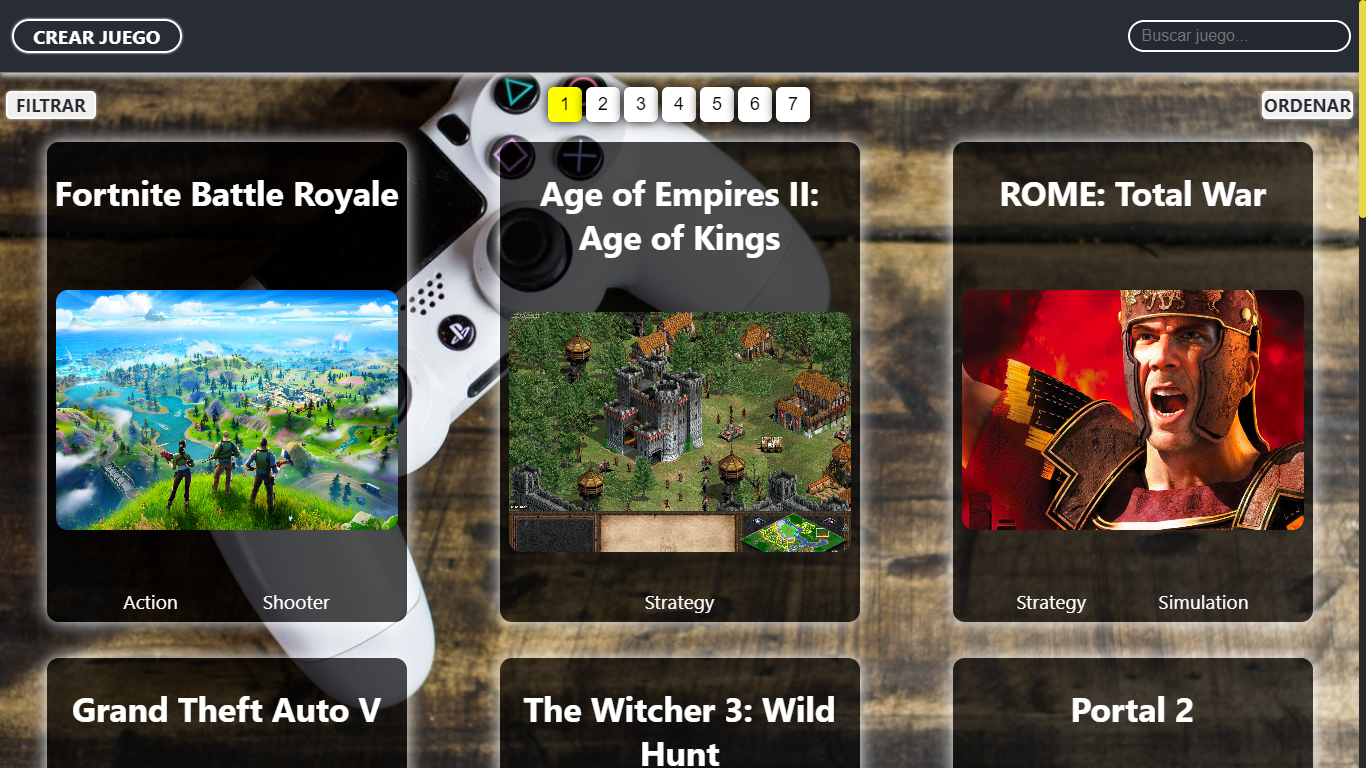 CREAR JUEGO
Buscar juego...
FILTRAR
1 2 3 4 5 6 7
ORDENAR
Fortnite Battle Royale
Age of Empires II:
Age of Kings
ROME: Total War
Action Shooter
Strategy
Strategy Simulation
Grand Theft Auto V
The Witcher 3: Wild
Hunt
Portal 2